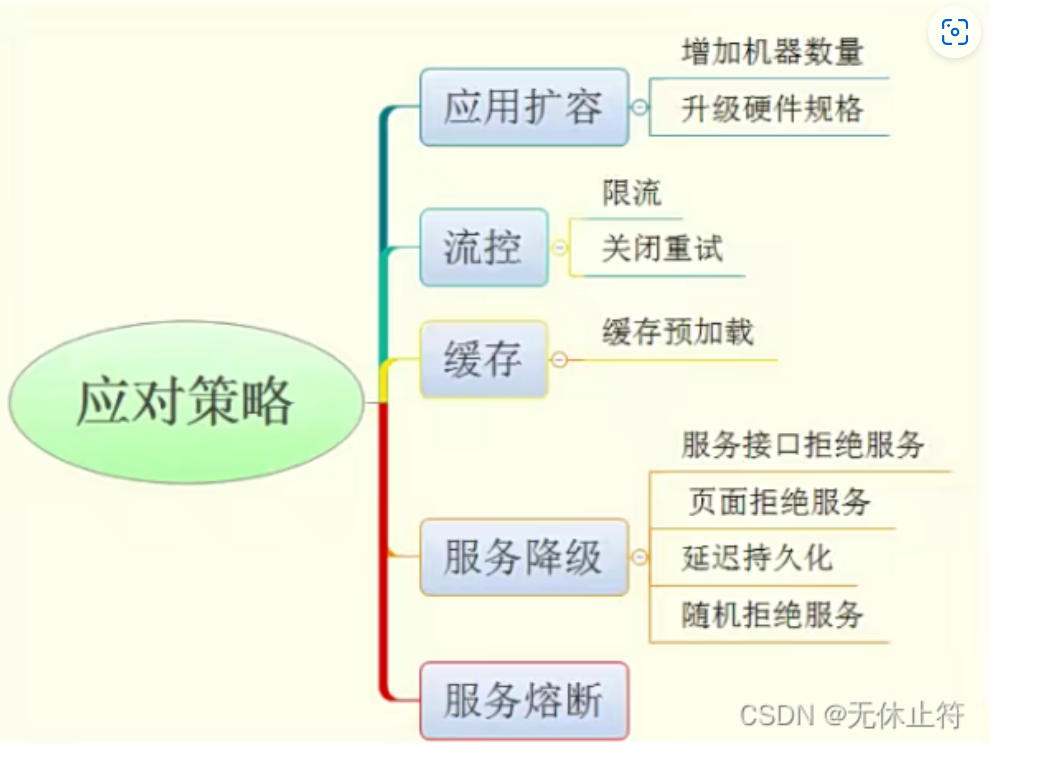 应对策略
应用扩容
增加机器数量
升级硬件规格
流控
限流
关闭重试
缓存
缓存预加载
服务降级
服务接口拒绝服务
页面拒绝服务
延迟持久化
随机拒绝服务
服务熔断
CSDN @无休止符